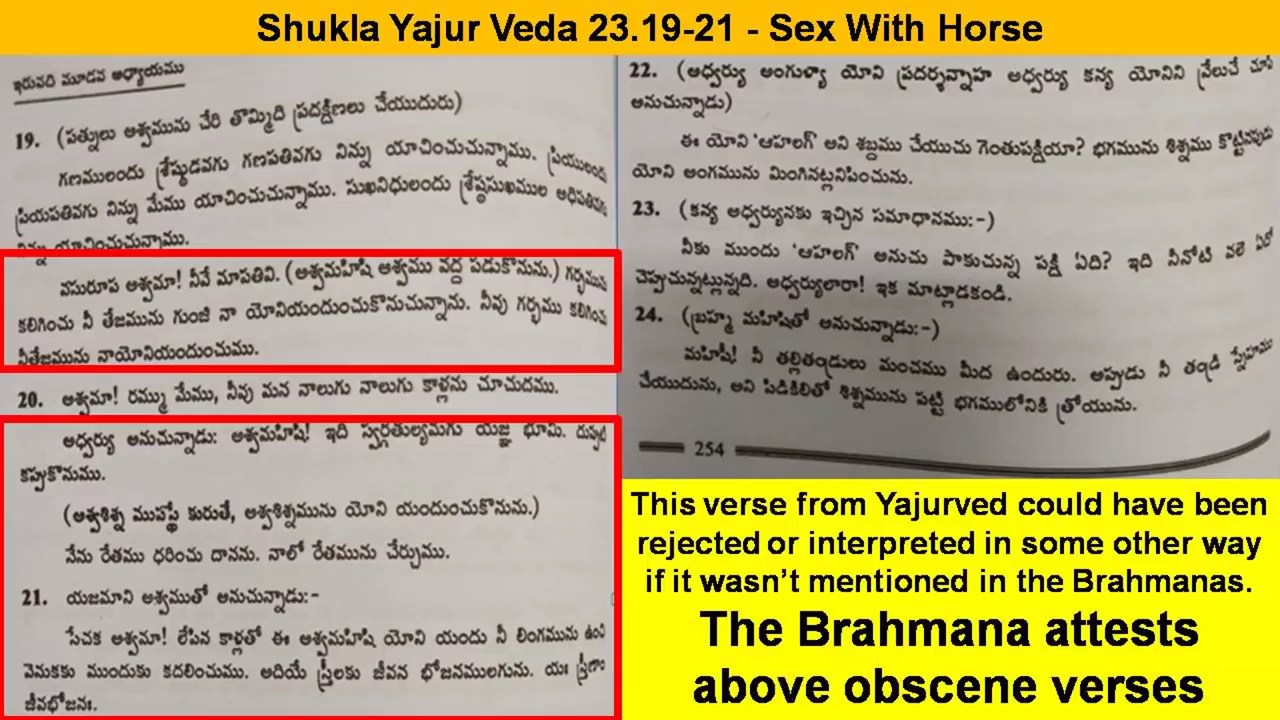 Shukla Yajur Veda 23.19-21 - Sex With Horse
ఇరువది మూడవ అధ్యాయము
19. (పత్నులు అశ్వమును చేరి తొమ్మిది ప్రదక్షిణలు చేయుదురు)
గణములందు శ్రేష్ఠుడవగు గణపతివగు నిన్ను యాచించుచున్నాము. ప్రియులందు
ప్రియపతివగు నిన్ను మేము యాచించుచున్నాము. సుఖనిధులందు శ్రేష్ఠసుఖముల అధిపతివగు
నిన్ను యాచించుచున్నాము.
వసురూప అశ్వమా! నీవే మాపతివి. (అశ్వమహిషి అశ్వము వద్ద పడుకొనును.) గర్భమును
కలిగించు నీ తేజమును గుంజి నా యోనియందుంచుకొనుచున్నాను. నీవు గర్భము కలిగించు
నీతేజమును నాయోనియందుంచుము.
20. అశ్వమా! రమ్ము మేము, నీవు మన నాలుగు నాలుగు కాళ్లను చూచుదము.
అధ్వర్యు అనుచున్నాడు: అశ్వమహిషి! ఇది స్వర్గతుల్యమగు యజ్ఞ భూమి. దుప్పటి
కప్పుకొనుము.
(అశ్వశిశ్న ముపస్థే కురుతే, అశ్వశిశ్నమును యోని యందుంచుకొనును.)
నేను రేతము ధరించు దానను. నాలో రేతమును చేర్చుము.
21. యజమాని అశ్వముతో అనుచున్నాడు:-
సేచక అశ్వమా! లేపిన కాళ్లతో ఈ అశ్వమహిషి యోని యందు నీ లింగమును ఉంచి
వెనుకకు ముందుకు కదలించుము. అదియే స్త్రీలకు జీవన భోజనములగును. యః స్త్రీణాం
జీవభోజనః.
22. (అధ్వర్యు అంగుళ్యా యోని ప్రదర్శన్నాహ అధ్వర్యు కన్య యోనిని వ్రేలుచే చూపి
అనుచున్నాడు)
ఈ యోని 'ఆహలగ్' అని శబ్దము చేయుచు గెంతుపక్షియా? భగమును శిశ్నము కొట్టినప్పుడు
యోని అంగమును మింగినట్లనిపించును.
23. (కన్య అధ్వర్యునకు ఇచ్చిన సమాధానము:-)
నీకు ముందు 'ఆహలగ్' అనుచు పాకుచున్న పక్షి ఏది? ఇది నీనోటి వలె ఏదో
చెప్పుచున్నట్లున్నది. అధ్వర్యులారా! ఇక మాట్లాడకండి.
24. (బ్రహ్మ మహిషితో అనుచున్నాడు:-)
మహిషీ! నీ తల్లితండ్రులు మంచము మీద ఉందురు. అప్పుడు నీ తండ్రి స్నేహము
చేయుదును, అని పిడికిలితో శిశ్నమును పట్టి భగములోనికి త్రోయును.
254
This verse from Yajurved could have been
rejected or interpreted in some other way
if it wasn't mentioned in the Brahmanas.
The Brahmana attests
above obscene verses